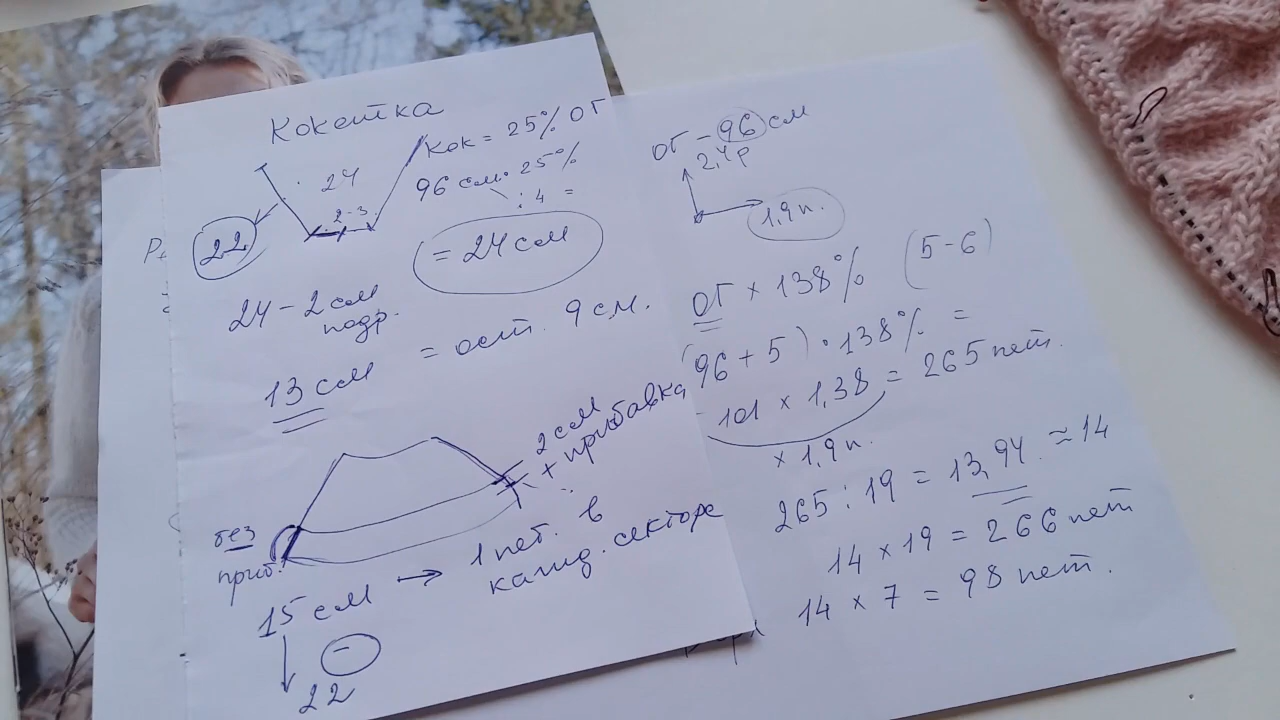 Кокетка
Кок = 25% ОГ
24
96 см · 25%
: 4 =
2-3
22
= 24 см
24 - 2 см
подр.
= ост. 9 см.
13 см
2 см
+ прибавка
без
приб.
1 пет. в
кажд. секторе
15 см →
-
22
ОГ - 96 см
2,4 р
1,9 п.
ОГ × 138% (5-6)
(96 + 5) · 138% =
101 × 1,38 = 265 пет.
× 1,9 п.
265 : 19 = 13,94 ≈ 14
14 × 19 = 266 пет
14 × 7 = 98 пет.